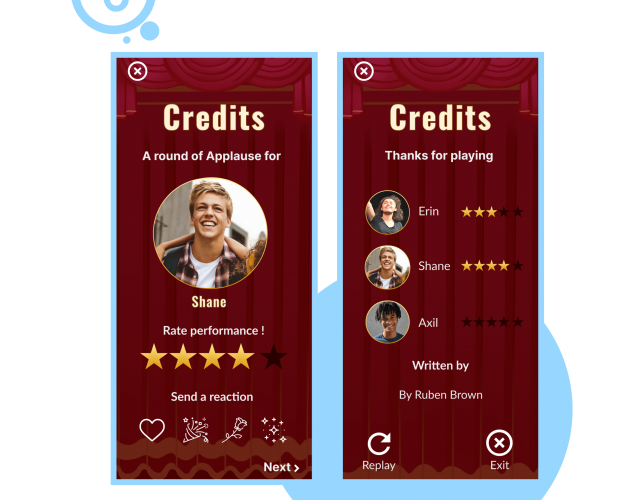 Credits
A round of Applause for
Shane
Rate performance !
Send a reaction
Next
Credits
Thanks for playing
Erin
Shane
Axil
Written by
By Ruben Brown
Replay
Exit